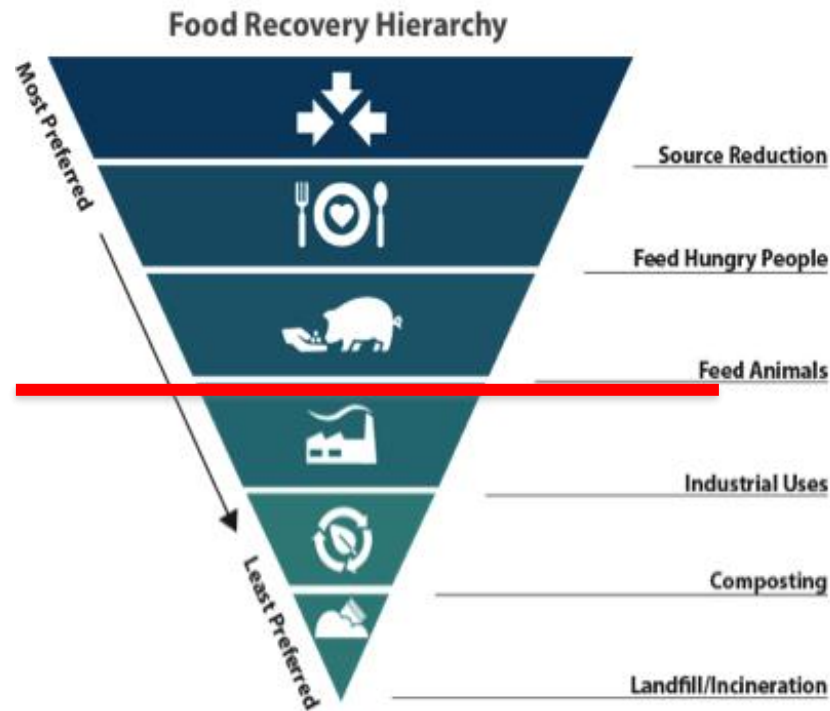 Food Recovery Hierarchy
Most Preferred
Source Reduction
Feed Hungry People
Feed Animals
Industrial Uses
Composting
Least Preferred
Landfill/Incineration